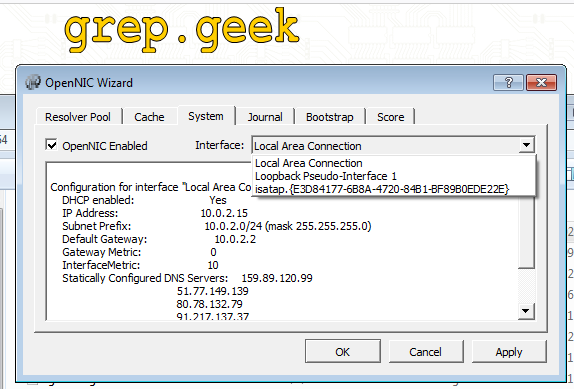 grep.geek
OpenNIC Wizard
Resolver Pool Cache System Journal Bootstrap Score
OpenNIC Enabled Interface: Local Area Connection
Local Area Connection
Loopback Pseudo-Interface 1
isatap.{E3D84177-6B8A-4720-84B1-BF89B0EDE22E}
Configuration for interface "Local Area Co
DHCP enabled: Yes
IP Address: 10.0.2.15
Subnet Prefix: 10.0.2.0/24 (mask 255.255.255.0)
Default Gateway: 10.0.2.2
Gateway Metric: 0
InterfaceMetric: 10
Statically Configured DNS Servers: 159.89.120.99
51.77.149.139
80.78.132.79
91.217.137.37
OK Cancel Apply